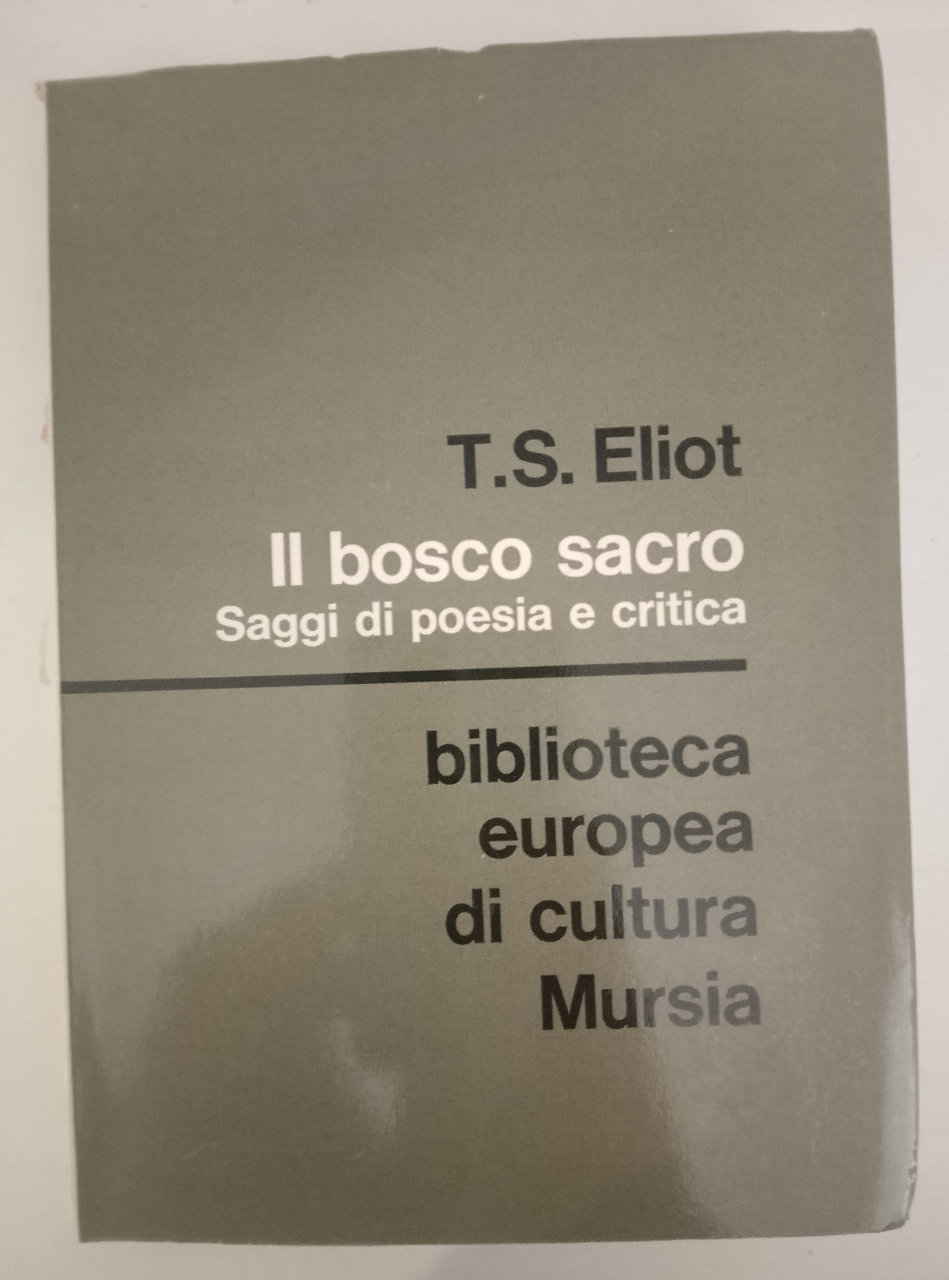 T.S. Eliot
Il bosco sacro
Saggi di poesia e critica
biblioteca
europea
di cultura
Mursia